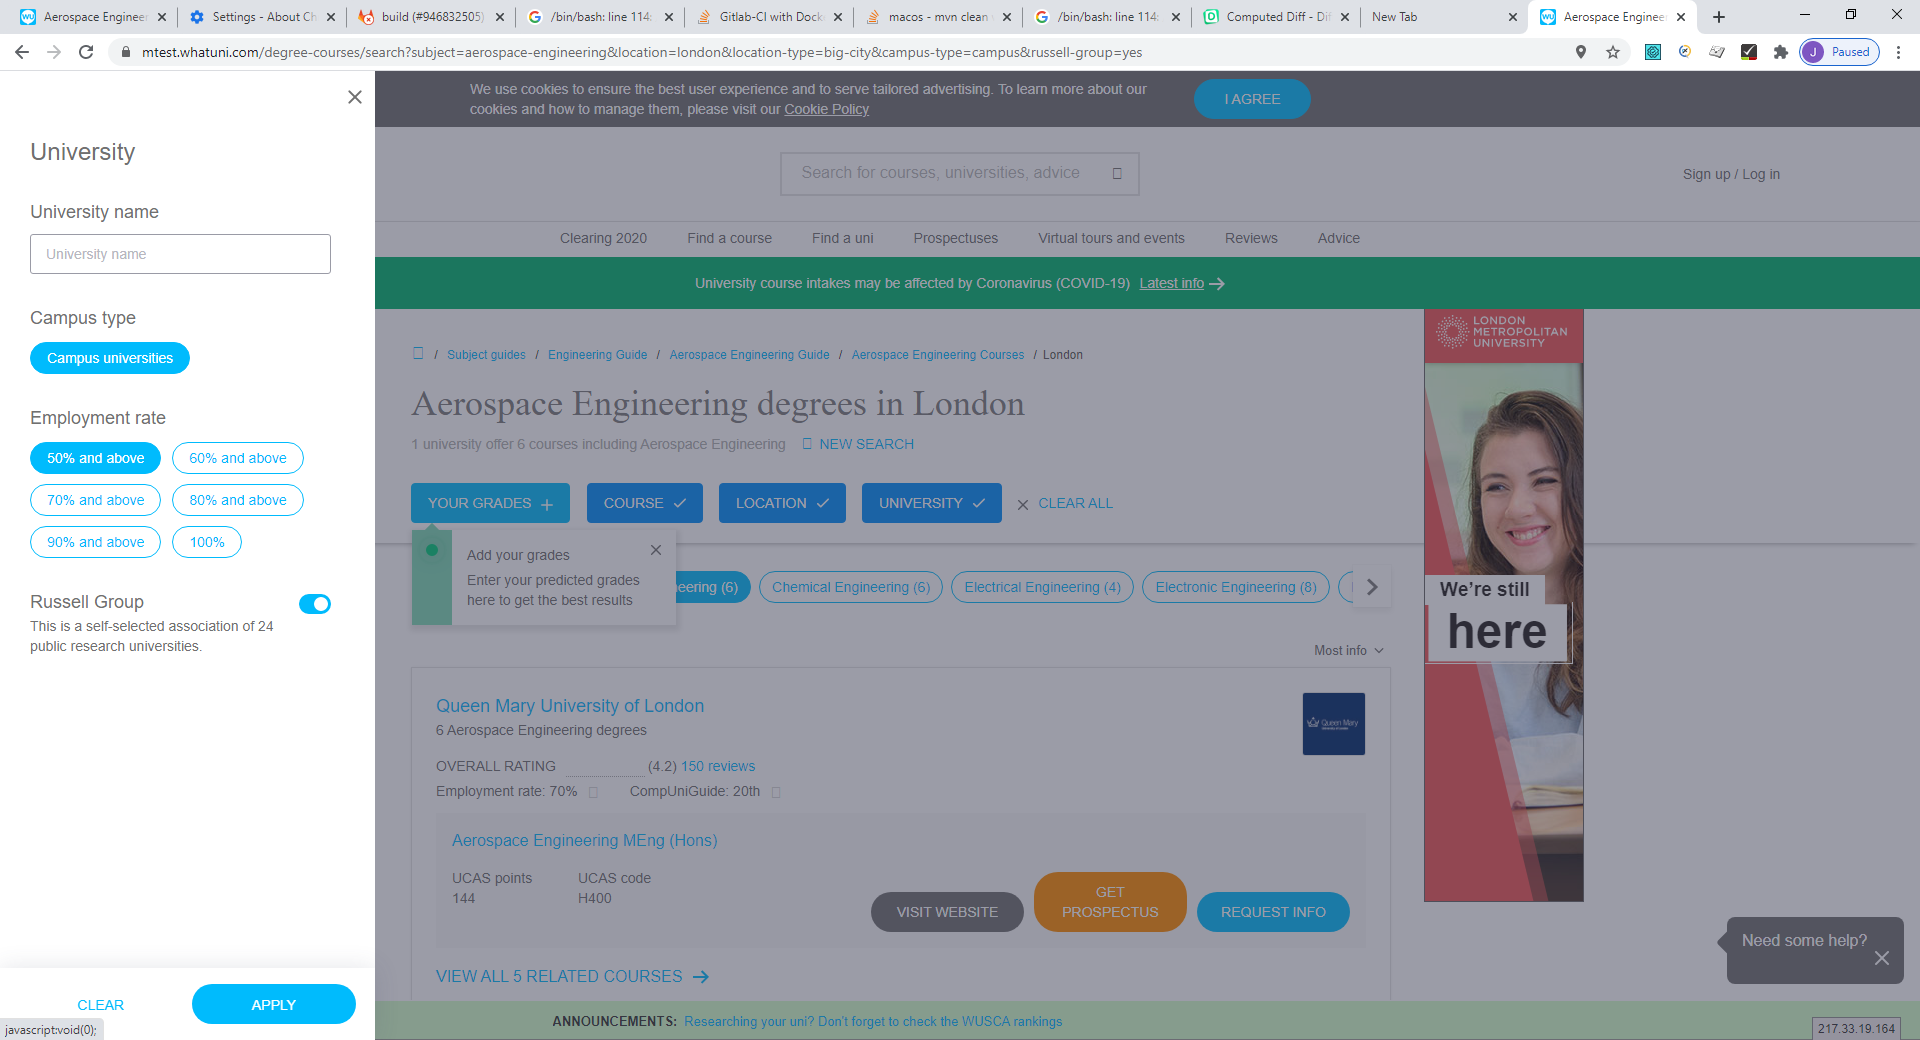 Aerospace Engineer
Settings - About Ch
build (#946832505)
/bin/bash: line 114:
Gitlab-CI with Dock
macos - mvn clean
/bin/bash: line 114:
Computed Diff - Dif
New Tab
Aerospace Enginee
mtest.whatuni.com/degree-courses/search?subject=aerospace-engineering&location=london&location-type=big-city&campus-type=campus&russell-group=yes
J Paused
We use cookies to ensure the best user experience and to serve tailored advertising. To learn more about our
cookies and how to manage them, please visit our Cookie Policy
I AGREE
Search for courses, universities, advice
Sign up / Log in
Clearing 2020 Find a course Find a uni Prospectuses Virtual tours and events Reviews Advice
University course intakes may be affected by Coronavirus (COVID-19) Latest info
University
University name
University name
Campus type
Campus universities
Employment rate
50% and above 60% and above
70% and above 80% and above
90% and above 100%
Russell Group
This is a self-selected association of 24
public research universities.
CLEAR APPLY
javascript:void(0);
/ Subject guides / Engineering Guide / Aerospace Engineering Guide / Aerospace Engineering Courses / London
Aerospace Engineering degrees in London
1 university offer 6 courses including Aerospace Engineering NEW SEARCH
YOUR GRADES COURSE LOCATION UNIVERSITY CLEAR ALL
Add your grades
Enter your predicted grades
here to get the best results
eering (6) Chemical Engineering (6) Electrical Engineering (4) Electronic Engineering (8)
Most info
Queen Mary University of London
6 Aerospace Engineering degrees
Queen Mary
OVERALL RATING (4.2) 150 reviews
Employment rate: 70% CompUniGuide: 20th
Aerospace Engineering MEng (Hons)
UCAS points UCAS code
144 H400
VISIT WEBSITE
GET
PROSPECTUS
REQUEST INFO
VIEW ALL 5 RELATED COURSES
LONDON
METROPOLITAN
UNIVERSITY
We're still
here
Need some help?
ANNOUNCEMENTS: Researching your uni? Don't forget to check the WUSCA rankings
217.33.19.164